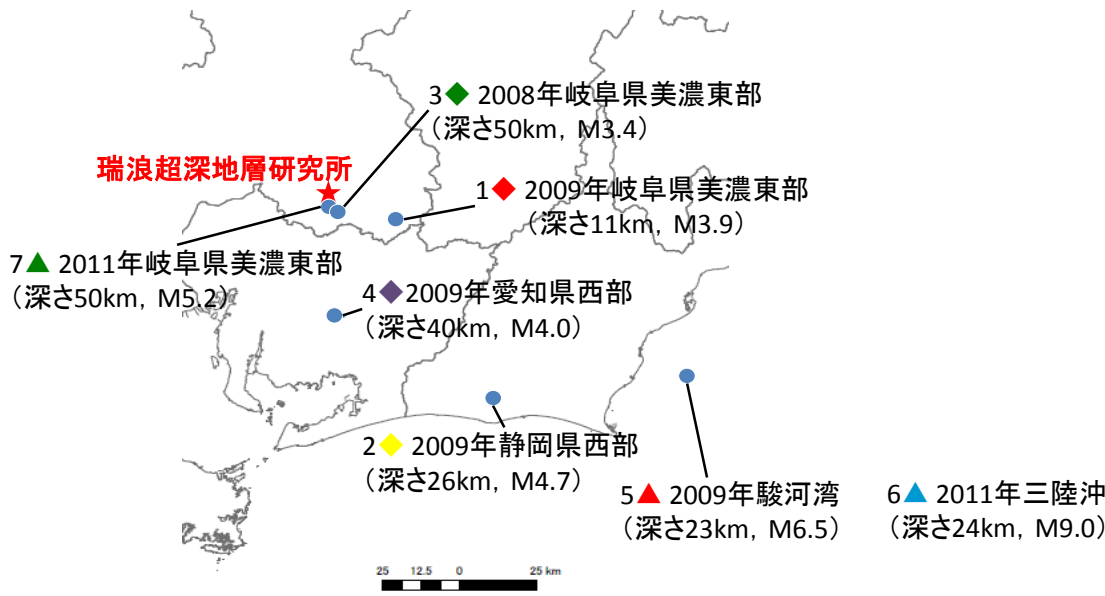 3◆ 2008年岐阜県美濃東部
（深さ50km, M3.4）
瑞浪超深地層研究所
1◆ 2009年岐阜県美濃東部
（深さ11km, M3.9）
7▲ 2011年岐阜県美濃東部
（深さ50km, M5.2）
4◆2009年愛知県西部
（深さ40km, M4.0）
2◆ 2009年静岡県西部
（深さ26km, M4.7）
5▲ 2009年駿河湾
（深さ23km, M6.5）
6▲ 2011年三陸沖
（深さ24km, M9.0）
25 12.5 0 25 km